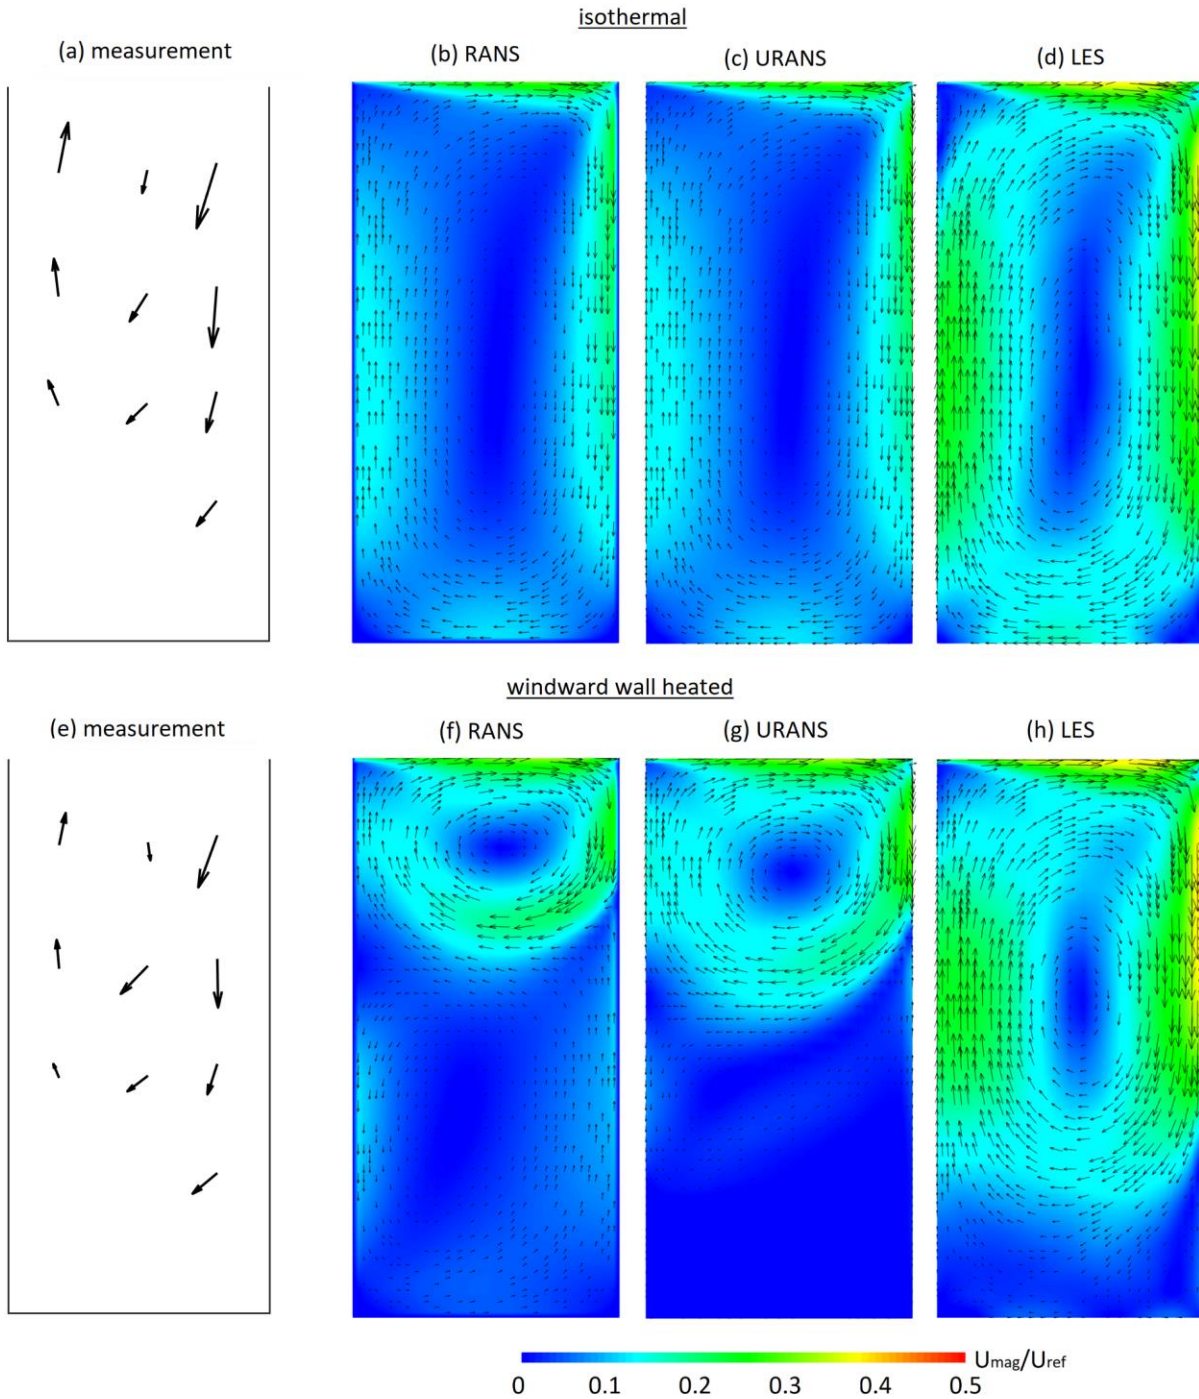 isothermal
(a) measurement
(b) RANS
(c) URANS
(d) LES
windward wall heated
(e) measurement
(f) RANS
(g) URANS
(h) LES
Umag/Uref
0 0.1 0.2 0.3 0.4 0.5